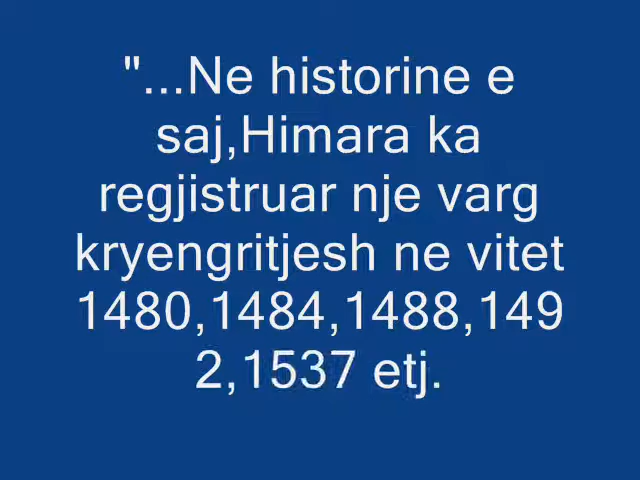 "...Ne historine e
saj,Himara ka
regjistruar nje varg
kryengritjesh ne vitet
1480,1484,1488,149
2,1537 etj.